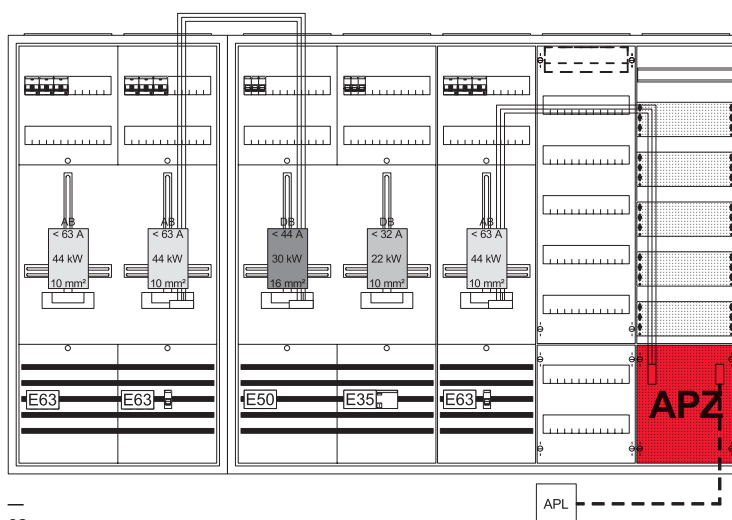 AB
< 63 A
44 kW
10 mm²
AB
< 63 A
44 kW
10 mm²
DB
< 44 A
30 kW
16 mm²
DB
< 32 A
22 kW
10 mm²
AB
< 63 A
44 kW
10 mm²
E63
E63
E50
E35
E63
APZ
APL